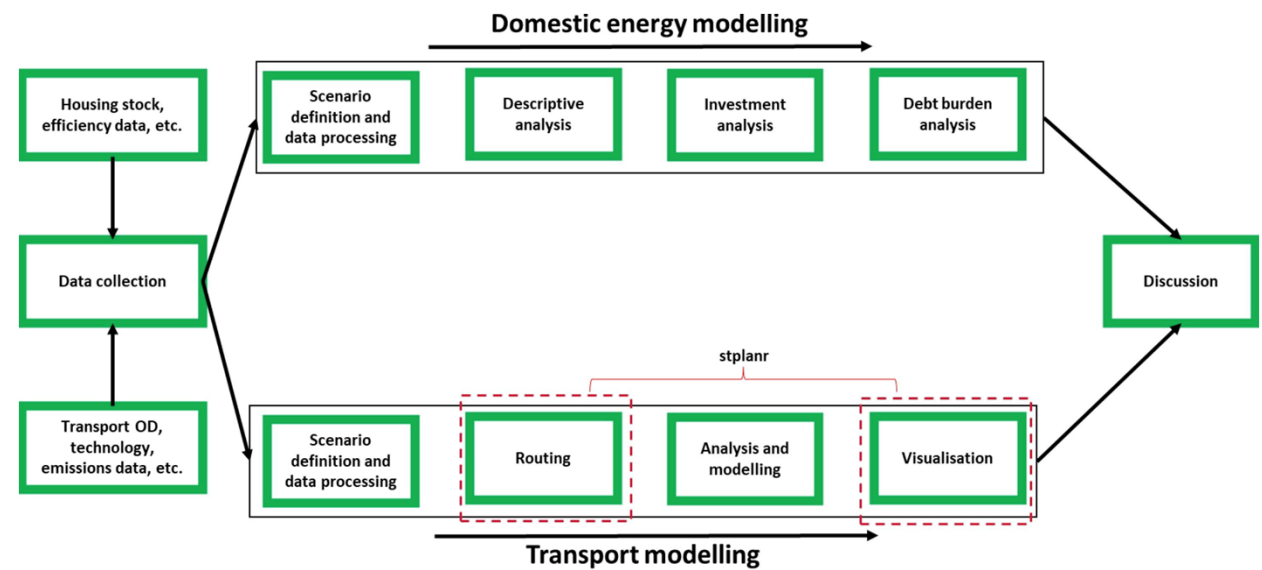 Domestic energy modelling
Housing stock,
efficiency data, etc.
Scenario
definition and
data processing
Descriptive
analysis
Investment
analysis
Debt burden
analysis
Data collection
Discussion
stplanr
Transport OD,
technology,
emissions data, etc.
Scenario
definition and
data processing
Routing
Analysis and
modelling
Visualisation
Transport modelling